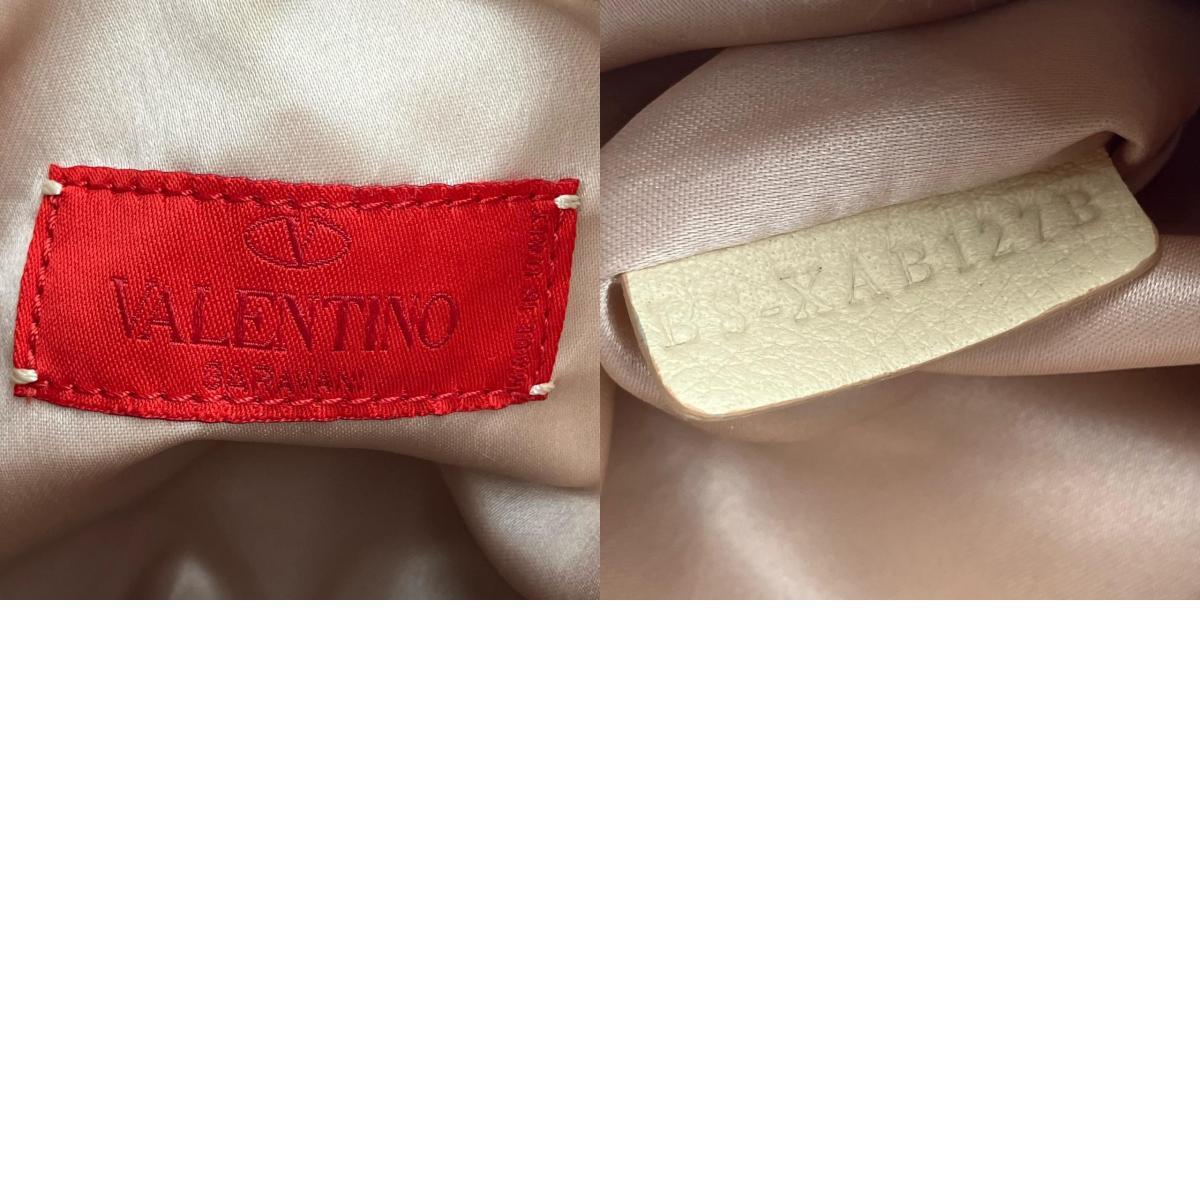 V
VALENTINO
GARAVANI
MADE IN ITALY
BS-XAB127B